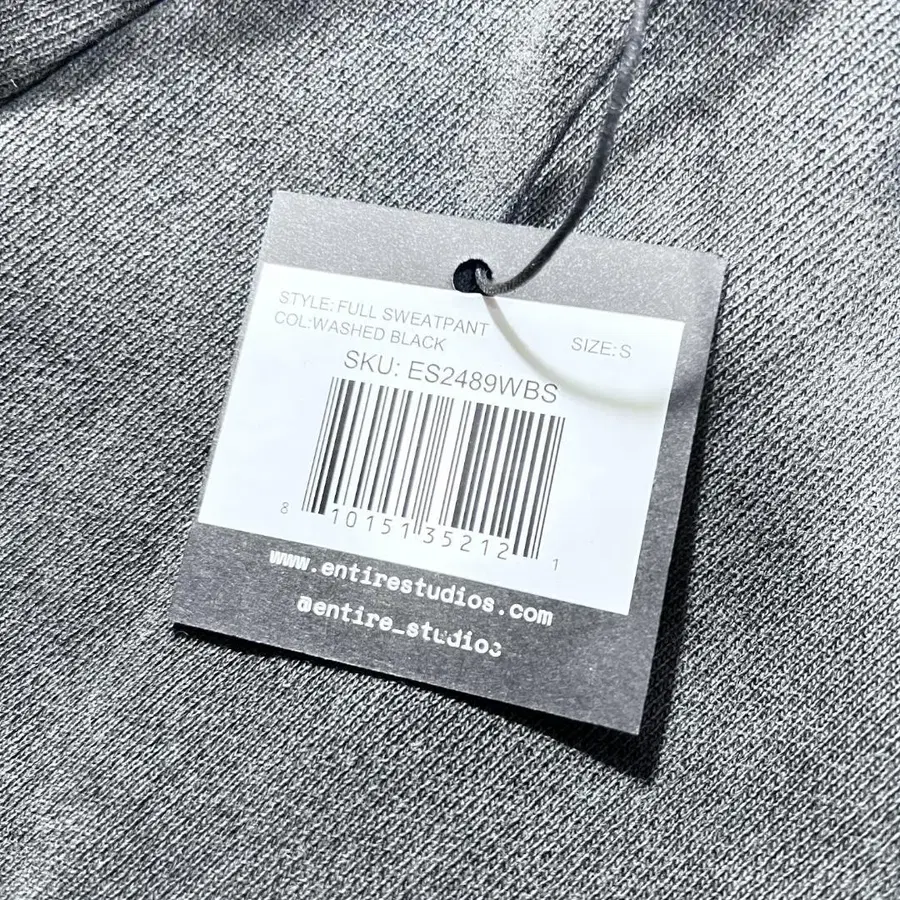 STYLE: FULL SWEATPANT
COL:WASHED BLACK
SIZE: S
SKU: ES2489WBS
8 10151 35212 1
www.entirestudios.com
@entire_studios